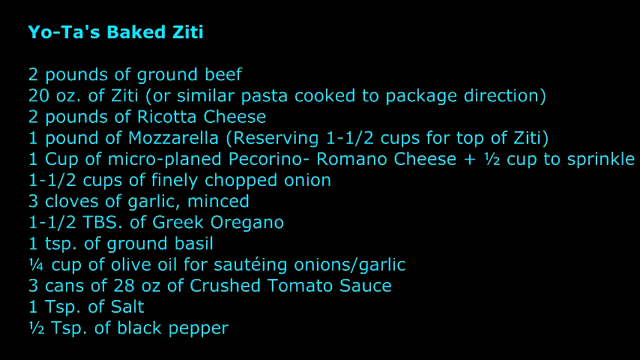 Yo-Ta's Baked Ziti
2 pounds of ground beef
20 oz. of Ziti (or similar pasta cooked to package direction)
2 pounds of Ricotta Cheese
1 pound of Mozzarella (Reserving 1-1/2 cups for top of Ziti)
1 Cup of micro-planed Pecorino- Romano Cheese + ½ cup to sprinkle
1-1/2 cups of finely chopped onion
3 cloves of garlic, minced
1-1/2 TBS. of Greek Oregano
1 tsp. of ground basil
¼ cup of olive oil for sautéing onions/garlic
3 cans of 28 oz of Crushed Tomato Sauce
1 Tsp. of Salt
½ Tsp. of black pepper